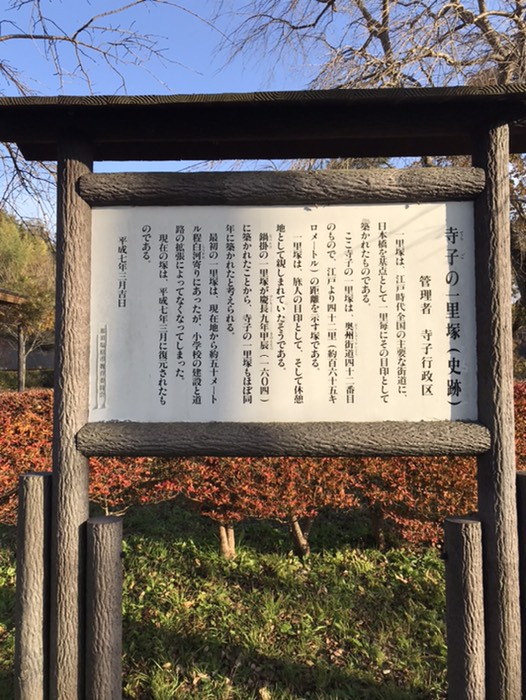 寺子の一里塚(史跡)
管理者 寺子行政区
一里塚は、江戸時代全国の主要な街道に、
日本橋を基点として一里毎にその目印として
築かれたものである。
ここ寺子の一里塚は、奥州街道四十二番目
のもので、江戸より四十二里(約百六十五キ
ロメートル)の距離を示す塚である。
一里塚は、旅人の目印として、そして休憩
地として親しまれていたそうである。
鍋掛の一里塚が慶長九年甲辰(一六〇四)
に築かれたことから、寺子の一里塚もほぼ同
年に築かれたと考えられる。
最初の一里塚は、現在地から約五十メート
ル程白河寄りにあったが、小学校の建設と道
路の拡張によってなくなってしまった。
現在の塚は、平成七年三月に復元されたも
のである。
平成七年三月吉日